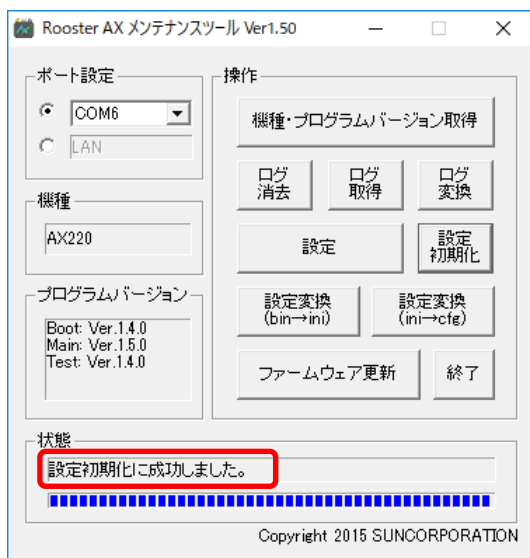 Rooster AX メンテナンスツール Ver1.50
ポート設定
COM6
LAN
機種
AX220
プログラムバージョン
Boot: Ver.1.4.0
Main: Ver.1.5.0
Test: Ver.1.4.0
操作
機種・プログラムバージョン取得
ログ
消去
ログ
取得
ログ
変換
設定
設定
初期化
設定変換
(bin→ini)
設定変換
(ini→cfg)
ファームウェア更新
終了
状態
設定初期化に成功しました。
Copyright 2015 SUNCORPORATION